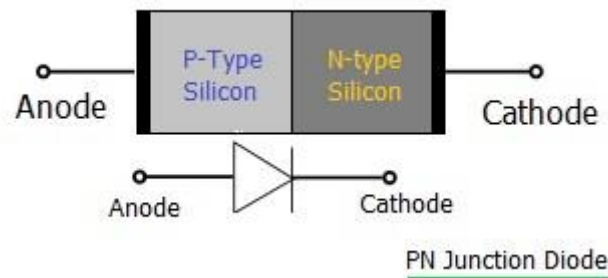 P-Type
Silicon
N-type
Silicon
Anode
Cathode
Anode
Cathode
PN Junction Diode